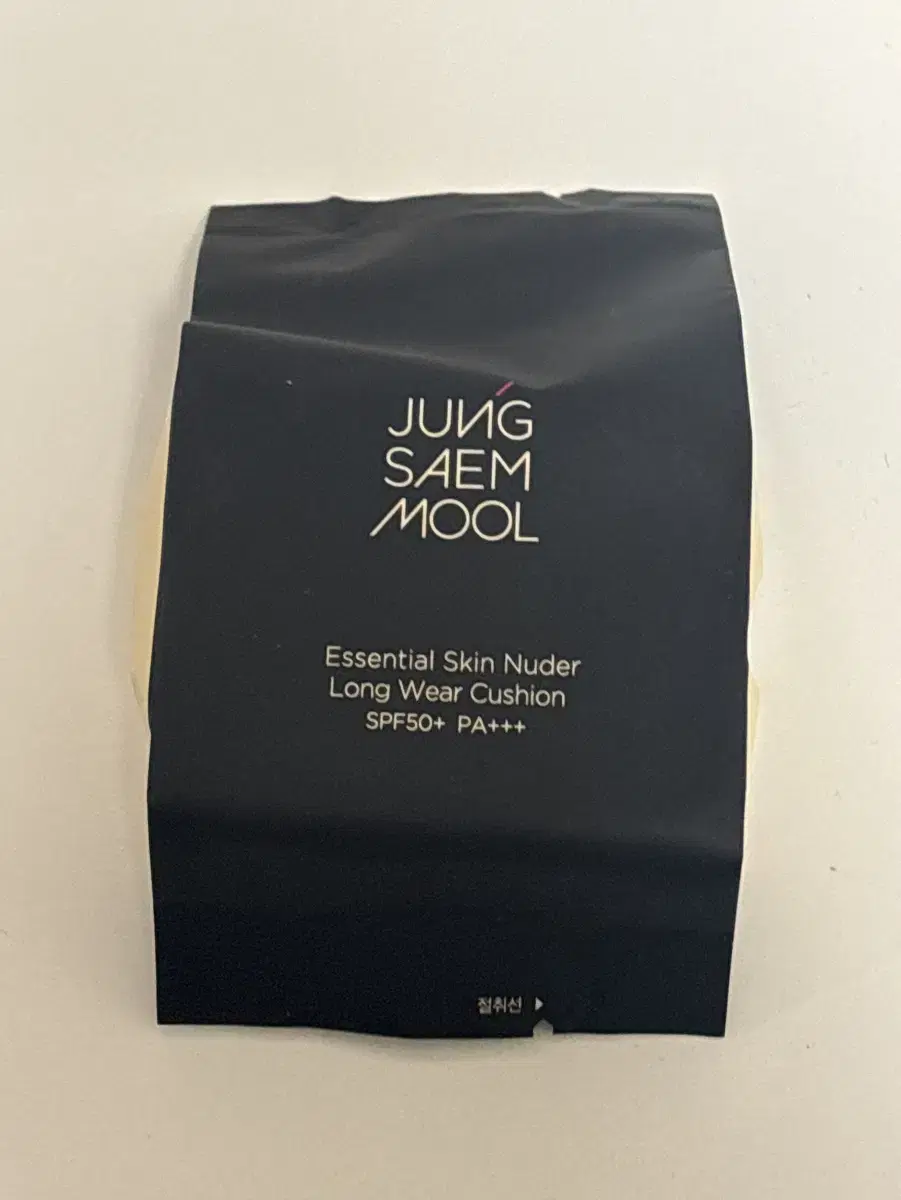 JUNG
SAEM
MOOL
Essential Skin Nuder
Long Wear Cushion
SPF50+ PA+++
절취선 ▶